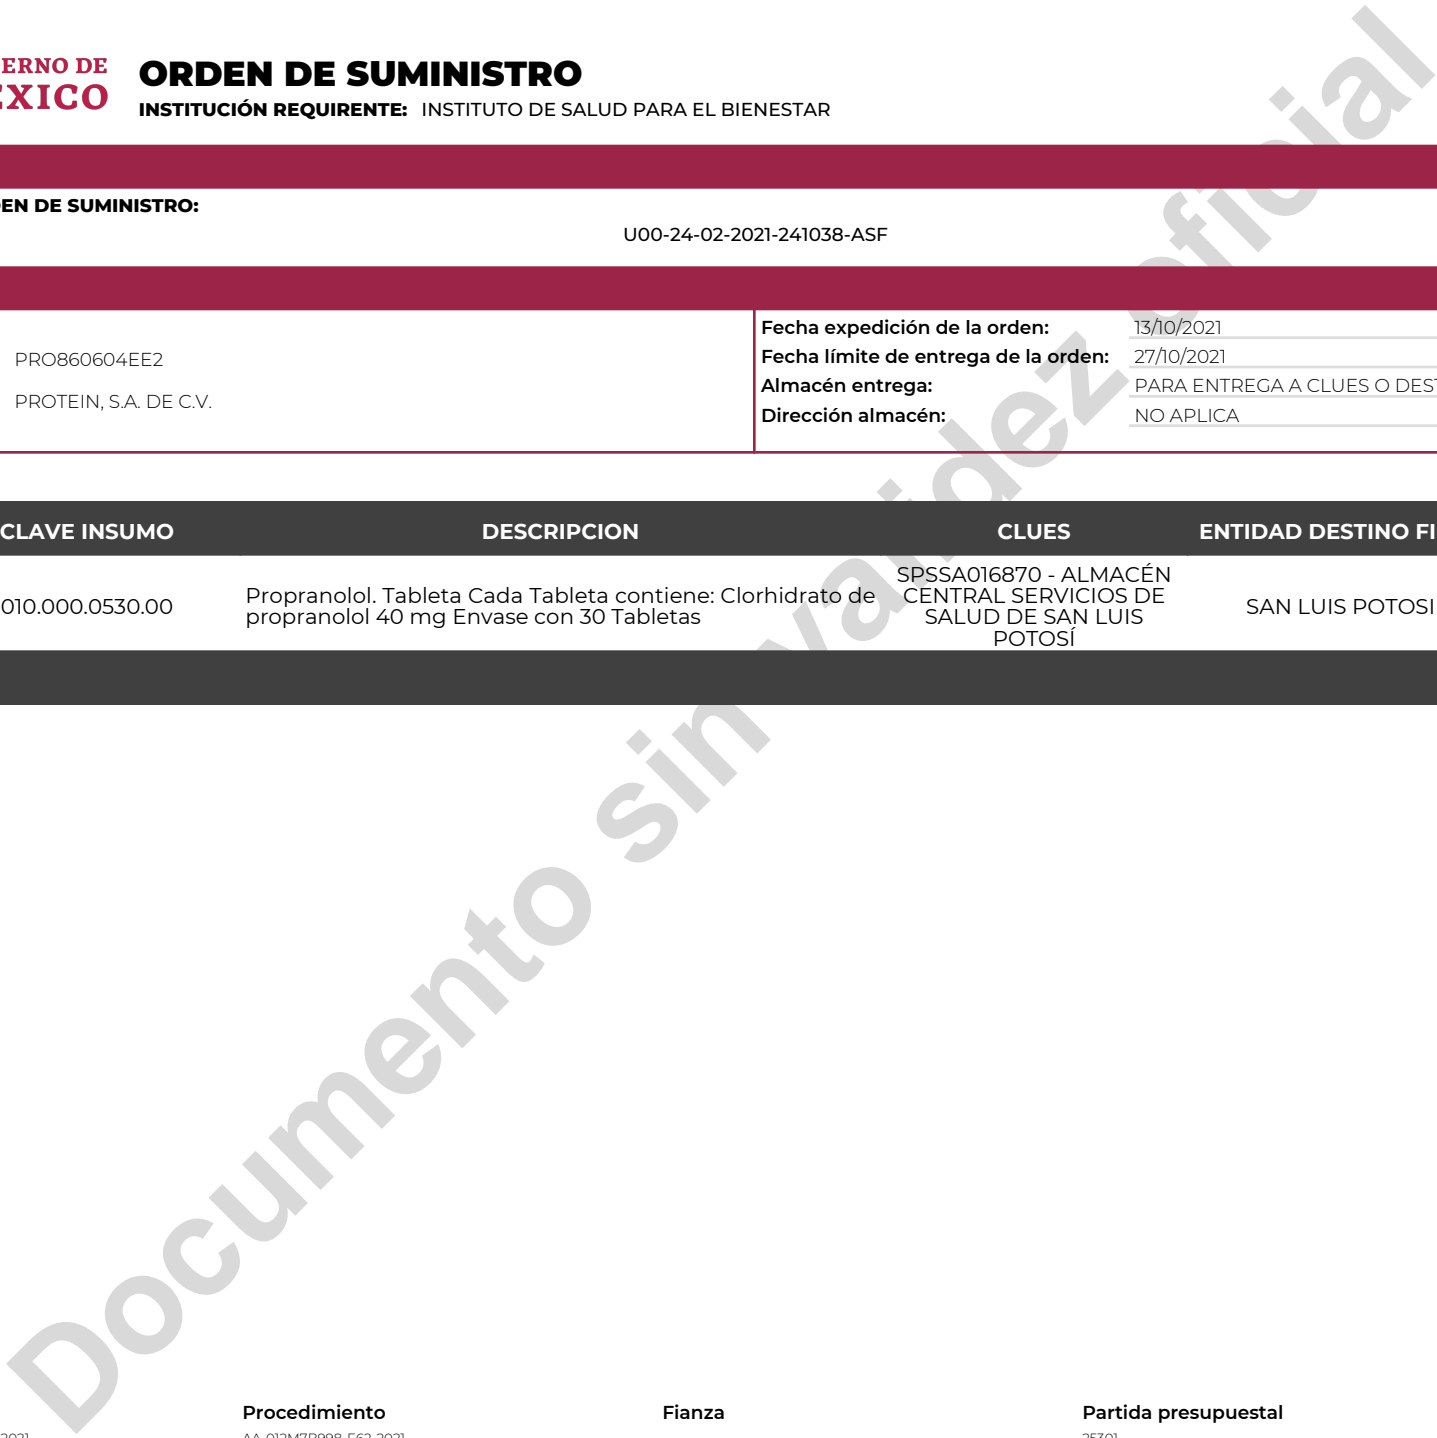 ERNO DE
EXICO
ORDEN DE SUMINISTRO
INSTITUCIÓN REQUIRENTE: INSTITUTO DE SALUD PARA EL BIENESTAR
EN DE SUMINISTRO:
U00-24-02-2021-241038-ASF
PRO860604EE2
PROTEIN, S.A. DE C.V.
Fecha expedición de la orden: 13/10/2021
Fecha límite de entrega de la orden: 27/10/2021
Almacén entrega: PARA ENTREGA A CLUES O DES
Dirección almacén: NO APLICA
CLAVE INSUMO DESCRIPCION CLUES ENTIDAD DESTINO FI
010.000.0530.00
Propranolol. Tableta Cada Tableta contiene: Clorhidrato de
propranolol 40 mg Envase con 30 Tabletas
SPSSA016870 - ALMACÉN
CENTRAL SERVICIOS DE
SALUD DE SAN LUIS
POTOSÍ
SAN LUIS POTOSI
Documento sin validez oficial
Procedimiento Fianza Partida presupuestal